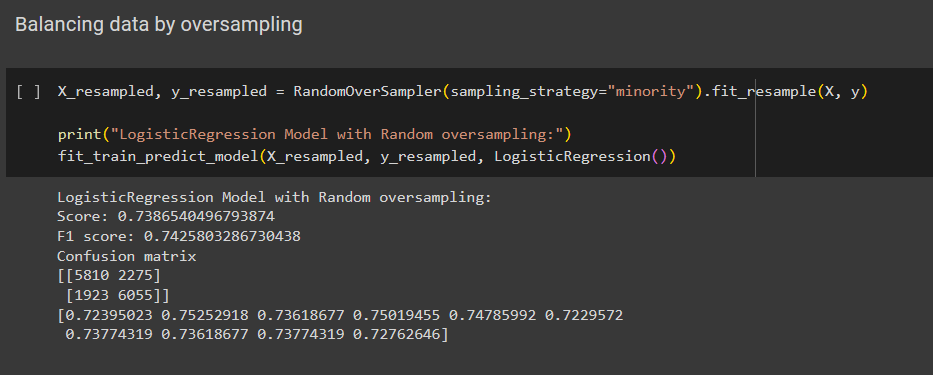 Balancing data by oversampling
[ ] X_resampled, y_resampled = RandomOverSampler(sampling_strategy="minority").fit_resample(X, y)
print("LogisticRegression Model with Random oversampling:")
fit_train_predict_model(X_resampled, y_resampled, LogisticRegression())
LogisticRegression Model with Random oversampling:
Score: 0.7386540496793874
F1 score: 0.7425803286730438
Confusion matrix
[[5810 2275]
[1923 6055]]
[0.72395023 0.75252918 0.73618677 0.75019455 0.74785992 0.7229572
0.73774319 0.73618677 0.73774319 0.72762646]